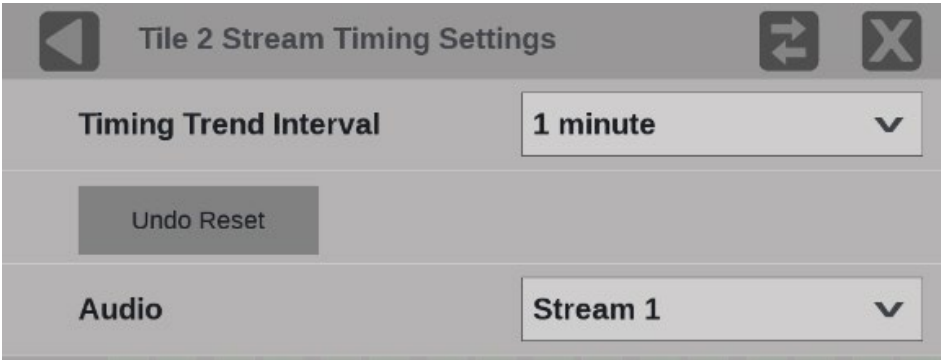 Tile 2 Stream Timing Settings
Timing Trend Interval 1 minute
Undo Reset
Audio Stream 1